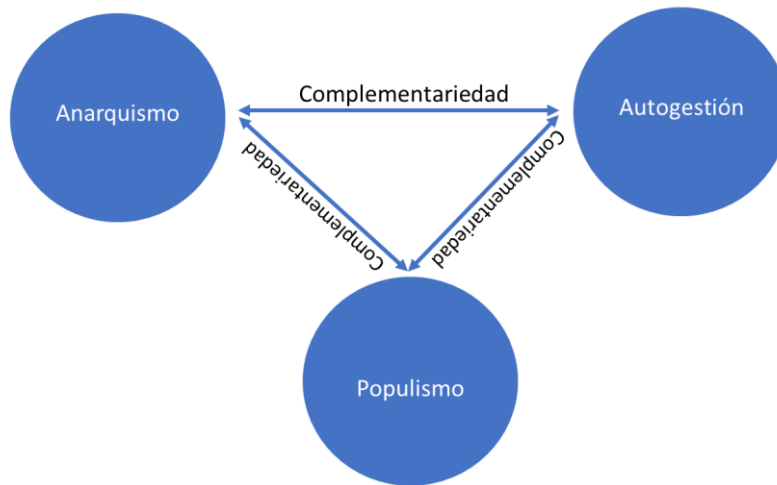 Complementariedad
Anarquismo
Autogestión
Complementariedad
Complementariedad
Populismo